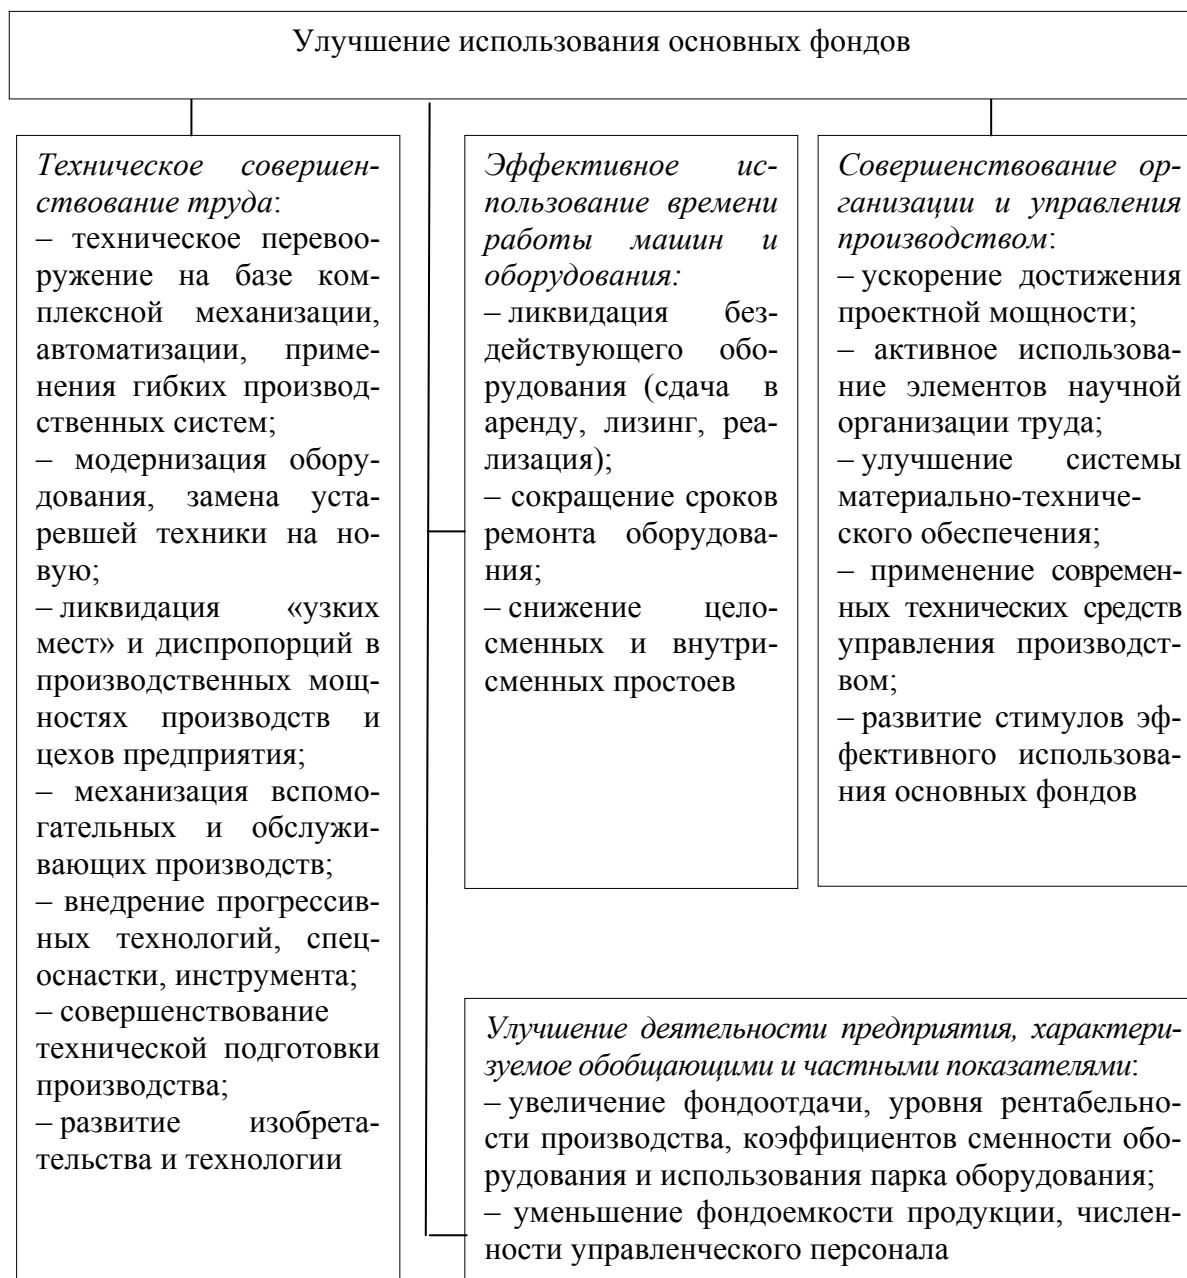 Улучшение использования основных фондов
Техническое совершен-
ствование труда:
– техническое перевоо-
ружение на базе ком-
плексной механизации,
автоматизации, приме-
нения гибких производ-
ственных систем;
– модернизация обору-
дования, замена уста-
ревшей техники на но-
вую;
– ликвидация «узких
мест» и диспропорций в
производственных мощ-
ностях производств и
цехов предприятия;
– механизация вспомо-
гательных и обслужи-
вающих производств;
– внедрение прогрессив-
ных технологий, спец-
оснастки, инструмента;
– совершенствование
технической подготовки
производства;
– развитие изобрета-
тельства и технологии
Эффективное ис-
пользование времени
работы машин и
оборудования:
– ликвидация без-
действующего обо-
рудования (сдача в
аренду, лизинг, реа-
лизация);
– сокращение сроков
ремонта оборудова-
ния;
– снижение цело-
сменных и внутри-
сменных простоев
Совершенствование ор-
ганизации и управления
производством:
– ускорение достижения
проектной мощности;
– активное использова-
ние элементов научной
организации труда;
– улучшение системы
материально-техниче-
ского обеспечения;
– применение современ-
ных технических средств
управления производст-
вом;
– развитие стимулов эф-
фективного использова-
ния основных фондов
Улучшение деятельности предприятия, характери-
зуемое обобщающими и частными показателями:
– увеличение фондоотдачи, уровня рентабельно-
сти производства, коэффициентов сменности обо-
рудования и использования парка оборудования;
– уменьшение фондоемкости продукции, числен-
ности управленческого персонала